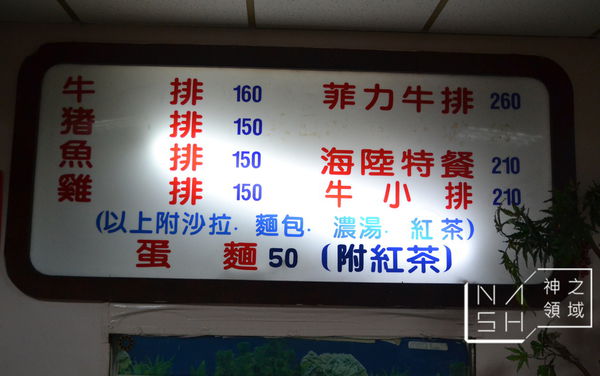 牛排 160
豬排 150
魚排 150
雞排 150
菲力牛排 260
海陸特餐 210
牛小排 210
(以上附沙拉．麵包．濃湯．紅茶)
蛋麵 50 (附紅茶)
NASH 神之領域